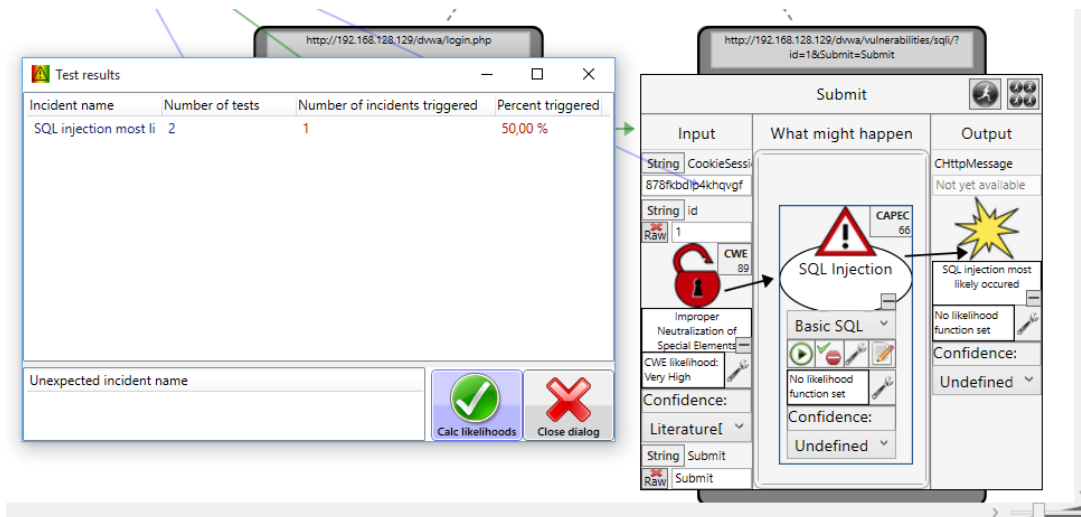 http://192.168.128.129/dvwa/login.php
http://192.168.128.129/dvwa/vulnerabilities/sqli/?
id=1&Submit=Submit
Test results
Incident name Number of tests Number of incidents triggered Percent triggered
SQL injection most li 2 1 50,00 %
Unexpected incident name
Calc likelihoods
Close dialog
Submit
Input
What might happen
Output
String CookieSessi
878fkbdlp4khqvgf
String id
Raw 1
CWE
89
Improper
Neutralization of
Special Elements
CWE likelihood:
Very High
Confidence:
Literature[
String Submit
Raw Submit
CAPEC
66
SQL Injection
Basic SQL
No likelihood
function set
Confidence:
Undefined
CHttpMessage
Not yet available
SQL injection most
likely occured
No likelihood
function set
Confidence:
Undefined